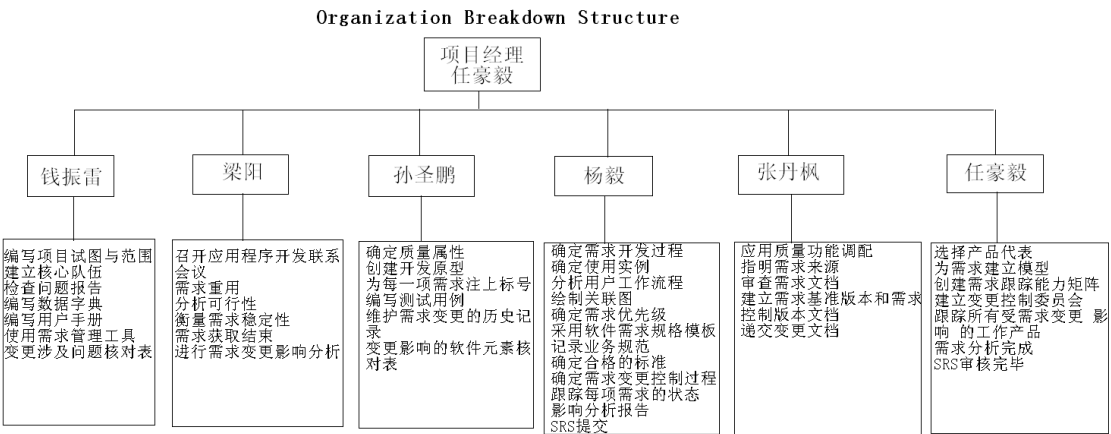 Organization Breakdown Structure
项目经理
任豪毅
钱振雷
梁阳
孙圣鹏
杨毅
张丹枫
任豪毅
编写项目试图与范围
建立核心队伍
检查问题报告
编写数据字典
编写用户手册
使用需求管理工具
变更涉及问题核对表
召开应用程序开发联系
会议
需求重用
分析可行性
衡量需求稳定性
需求获取结束
进行需求变更影响分析
确定质量属性
创建开发原型
为每一项需求注上标号
编写测试用例
维护需求变更的历史记
录
变更影响的软件元素核
对表
确定需求开发过程
确定使用实例
分析用户工作流程
绘制关联图
确定需求优先级
采用软件需求规格模板
记录业务规范
确定合格的标准
确定需求变更控制过程
跟踪每项需求的状态
影响分析报告
SRS提交
应用质量功能调配
指明需求来源
审查需求文档
建立需求基准版本和需求
控制版本文档
递交变更文档
选择产品代表
为需求建立模型
创建需求跟踪能力矩阵
建立变更控制委员会
跟踪所有受需求变更 影
响 的工作产品
需求分析完成
SRS审核完毕